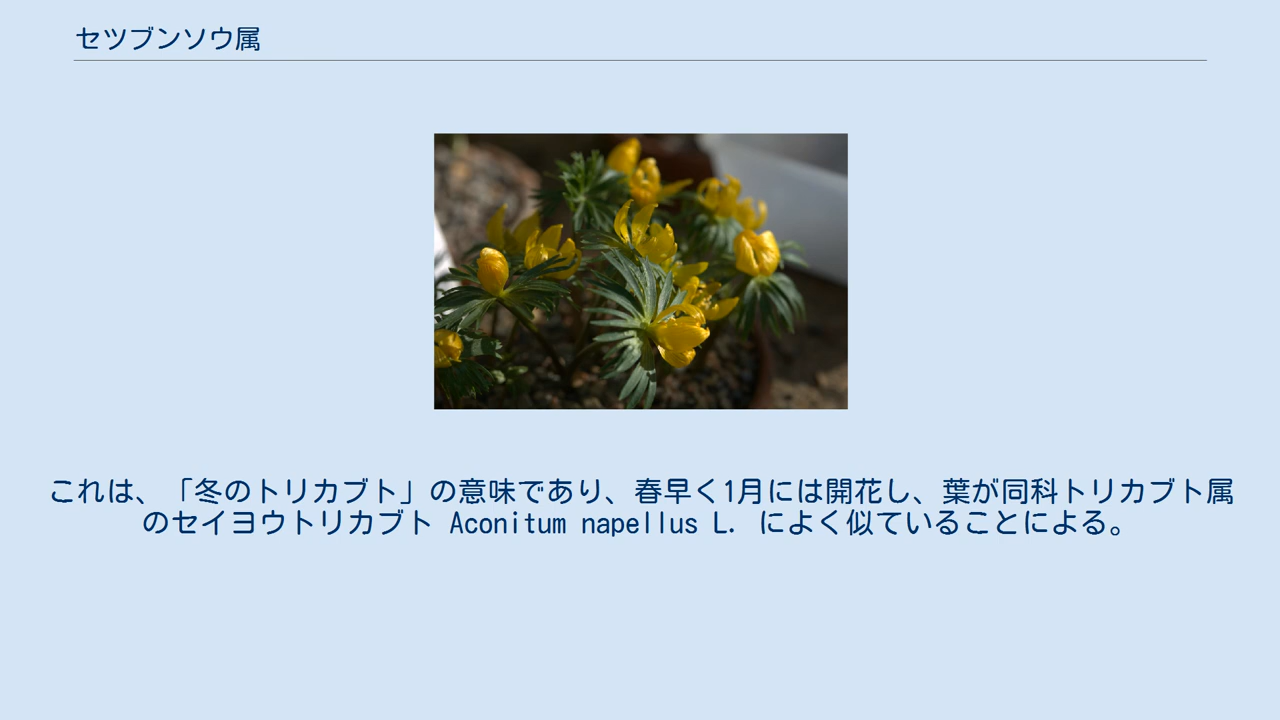 セツブンソウ属
これは、「冬のトリカブト」の意味であり、春早く1月には開花し、葉が同科トリカブト属
のセイヨウトリカブト Aconitum napellus L. によく似ていることによる。